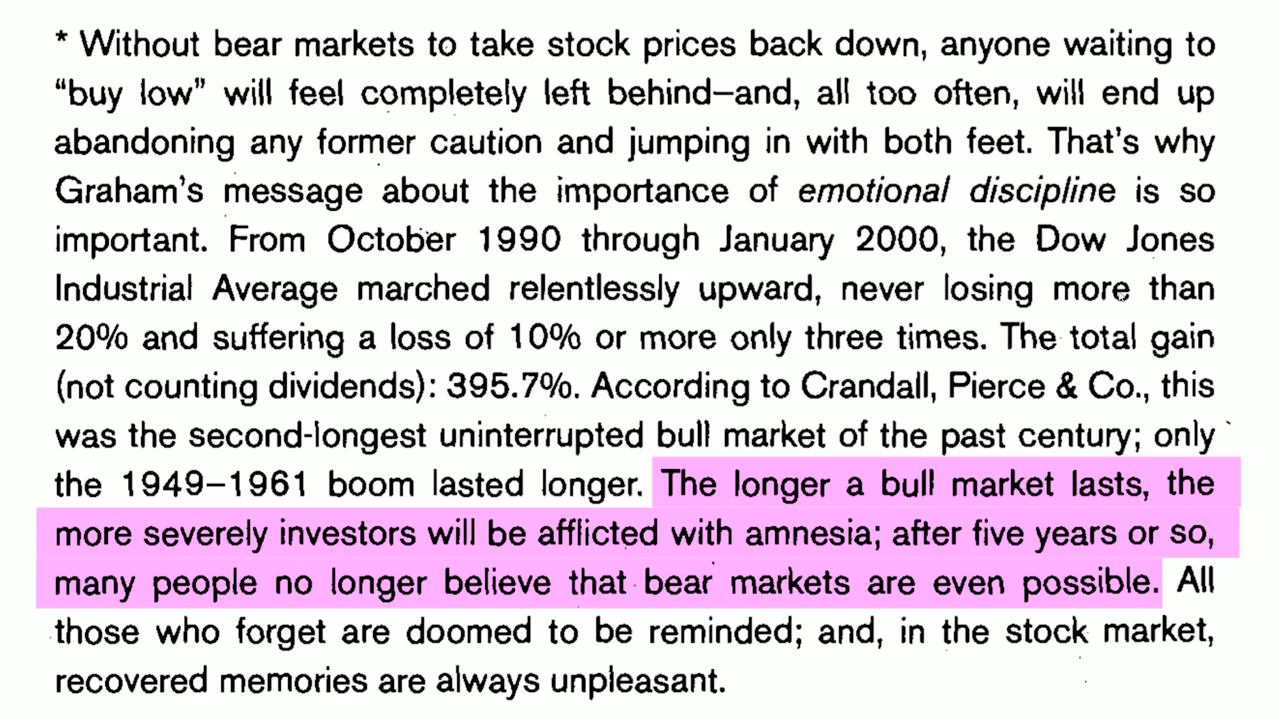 * Without bear markets to take stock prices back down, anyone waiting to
“buy low” will feel completely left behind—and, all too often, will end up
abandoning any former caution and jumping in with both feet. That’s why
Graham’s message about the importance of emotional discipline is so
important. From October 1990 through January 2000, the Dow Jones
Industrial Average marched relentlessly upward, never losing more than
20% and suffering a loss of 10% or more only three times. The total gain
(not counting dividends): 395.7%. According to Crandall, Pierce & Co., this
was the second-longest uninterrupted bull market of the past century; only
the 1949–1961 boom lasted longer. The longer a bull market lasts, the
more severely investors will be afflicted with amnesia; after five years or so,
many people no longer believe that bear markets are even possible. All
those who forget are doomed to be reminded; and, in the stock market,
recovered memories are always unpleasant.